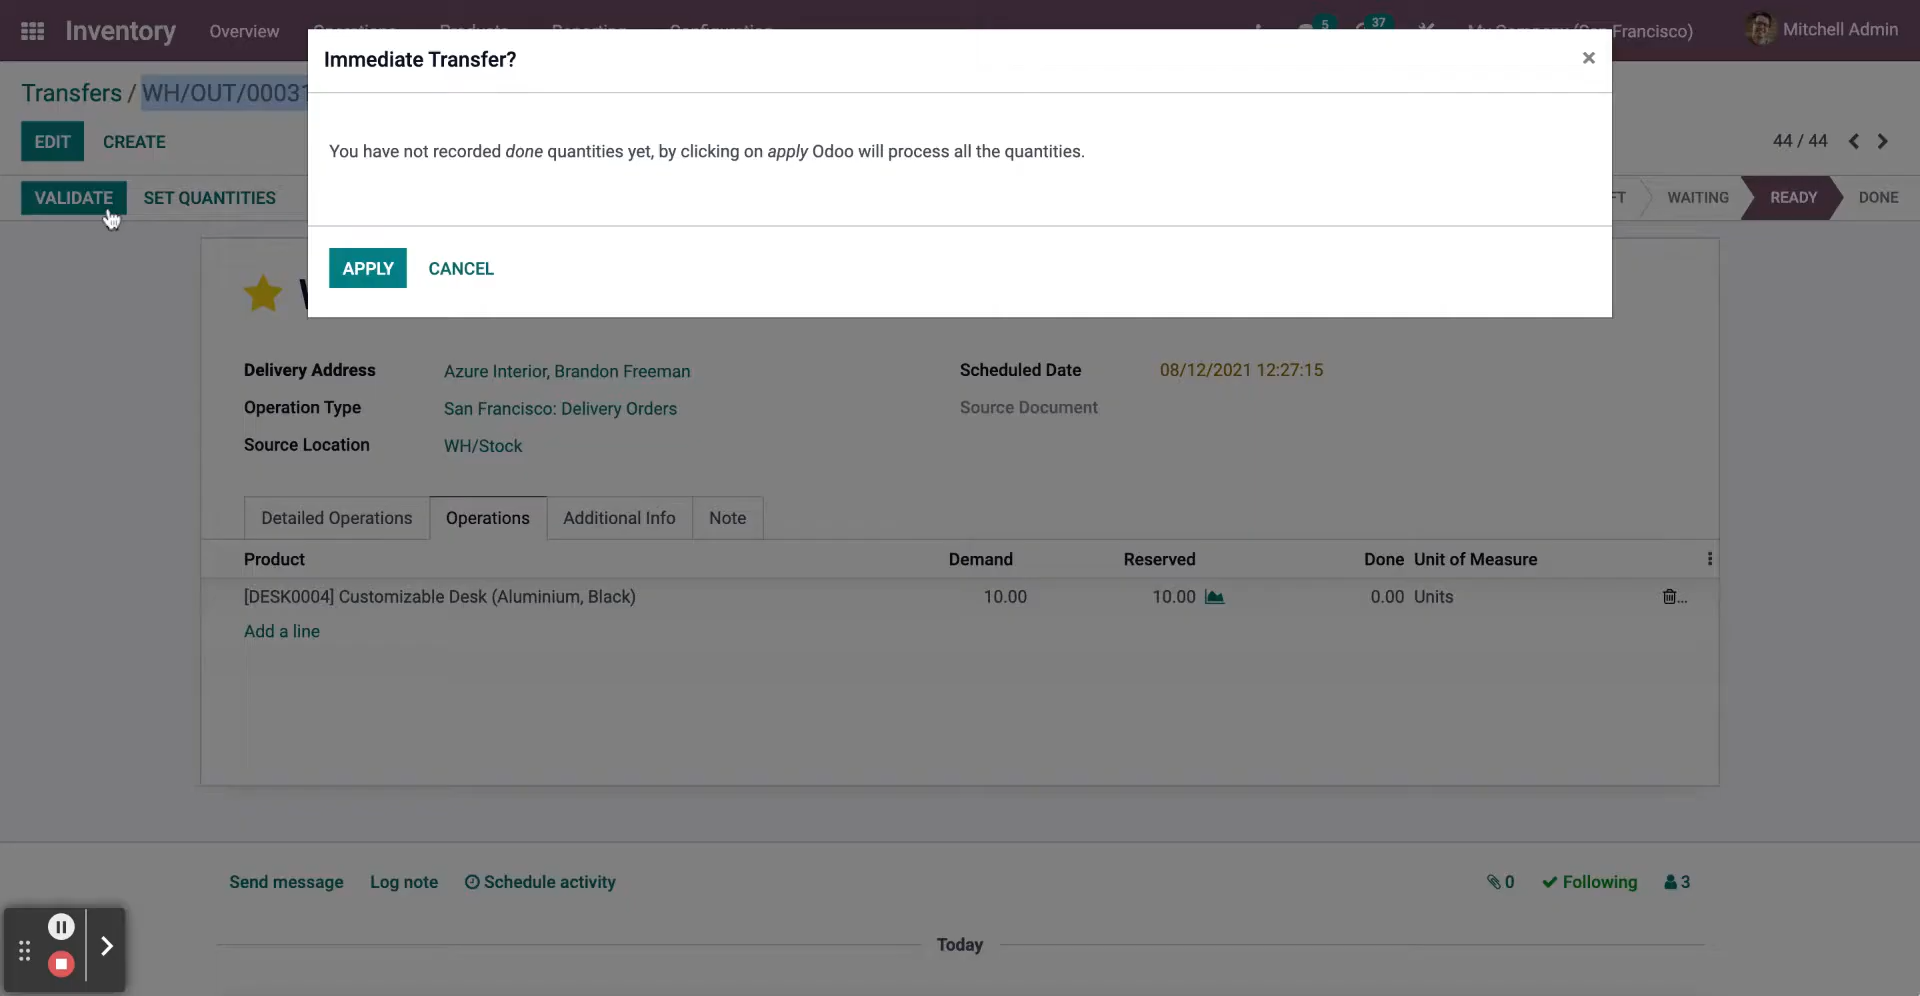 Inventory Overview
5 37 Francisco) Mitchell Admin
Immediate Transfer? ×
Transfers / WH/OUT/00031
EDIT CREATE 44 / 44
You have not recorded done quantities yet, by clicking on apply Odoo will process all the quantities.
VALIDATE SET QUANTITIES WAITING READY DONE
APPLY CANCEL
Delivery Address Azure Interior, Brandon Freeman Scheduled Date 08/12/2021 12:27:15
Operation Type San Francisco: Delivery Orders Source Document
Source Location WH/Stock
Detailed Operations Operations Additional Info Note
Product Demand Reserved Done Unit of Measure
[DESK0004] Customizable Desk (Aluminium, Black) 10.00 10.00 0.00 Units ...
Add a line
Send message Log note Schedule activity 0 Following 3
Today